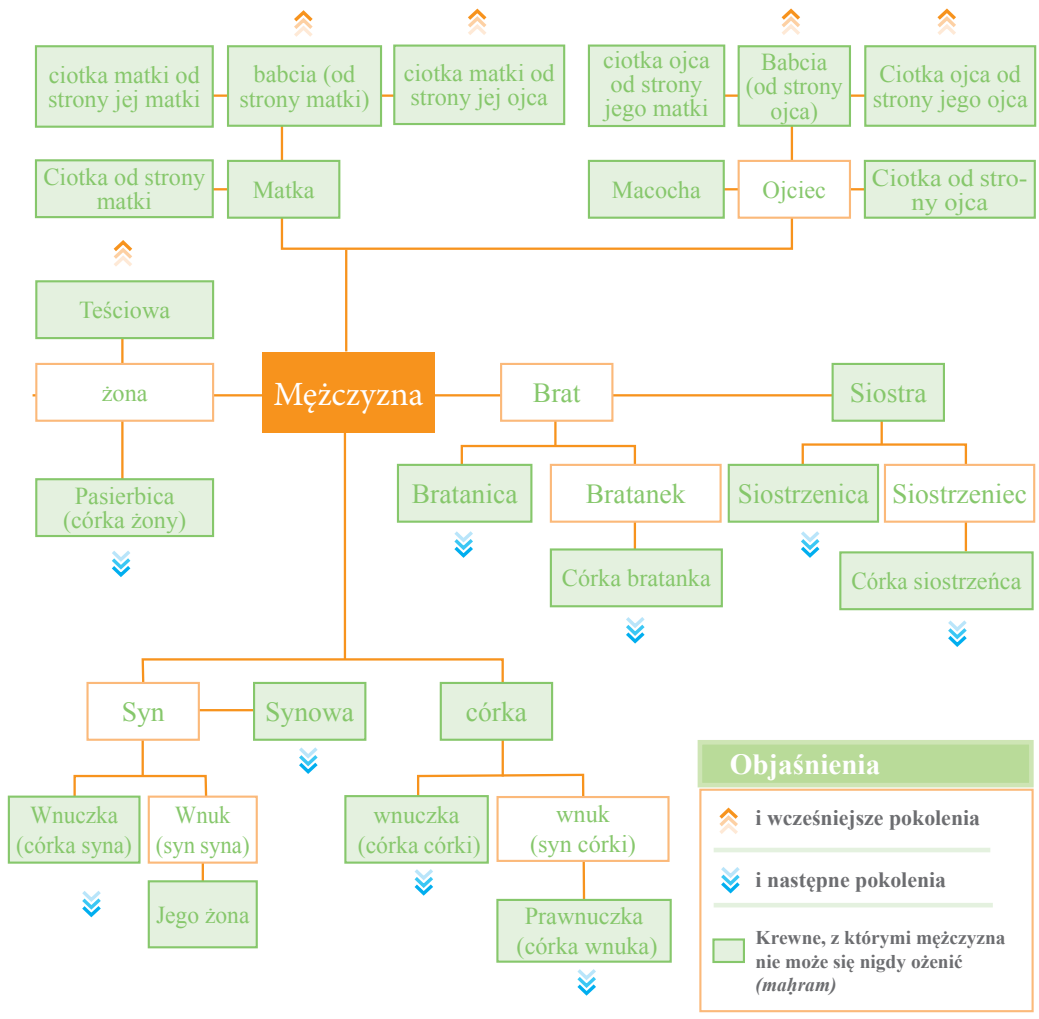 ciotka matki od
strony jej matki
babcia (od
strony matki)
ciotka matki od
strony jej ojca
ciotka ojca
od strony
jego matki
Babcia
(od strony
ojca)
Ciotka ojca od
strony jego ojca
Ciotka od strony
matki
Matka
Macocha
Ojciec
Ciotka od stro-
ny ojca
Teściowa
żona
Mężczyzna
Brat
Siostra
Pasierbica
(córka żony)
Bratanica
Bratanek
Siostrzenica
Siostrzeniec
Córka bratanka
Córka siostrzeńca
Syn
Synowa
córka
Wnuczka
(córka syna)
Wnuk
(syn syna)
wnuczka
(córka córki)
wnuk
(syn córki)
Jego żona
Prawnuczka
(córka wnuka)
Objaśnienia
i wcześniejsze pokolenia
i następne pokolenia
Krewne, z którymi mężczyzna
nie może się nigdy ożenić
(maḥram)